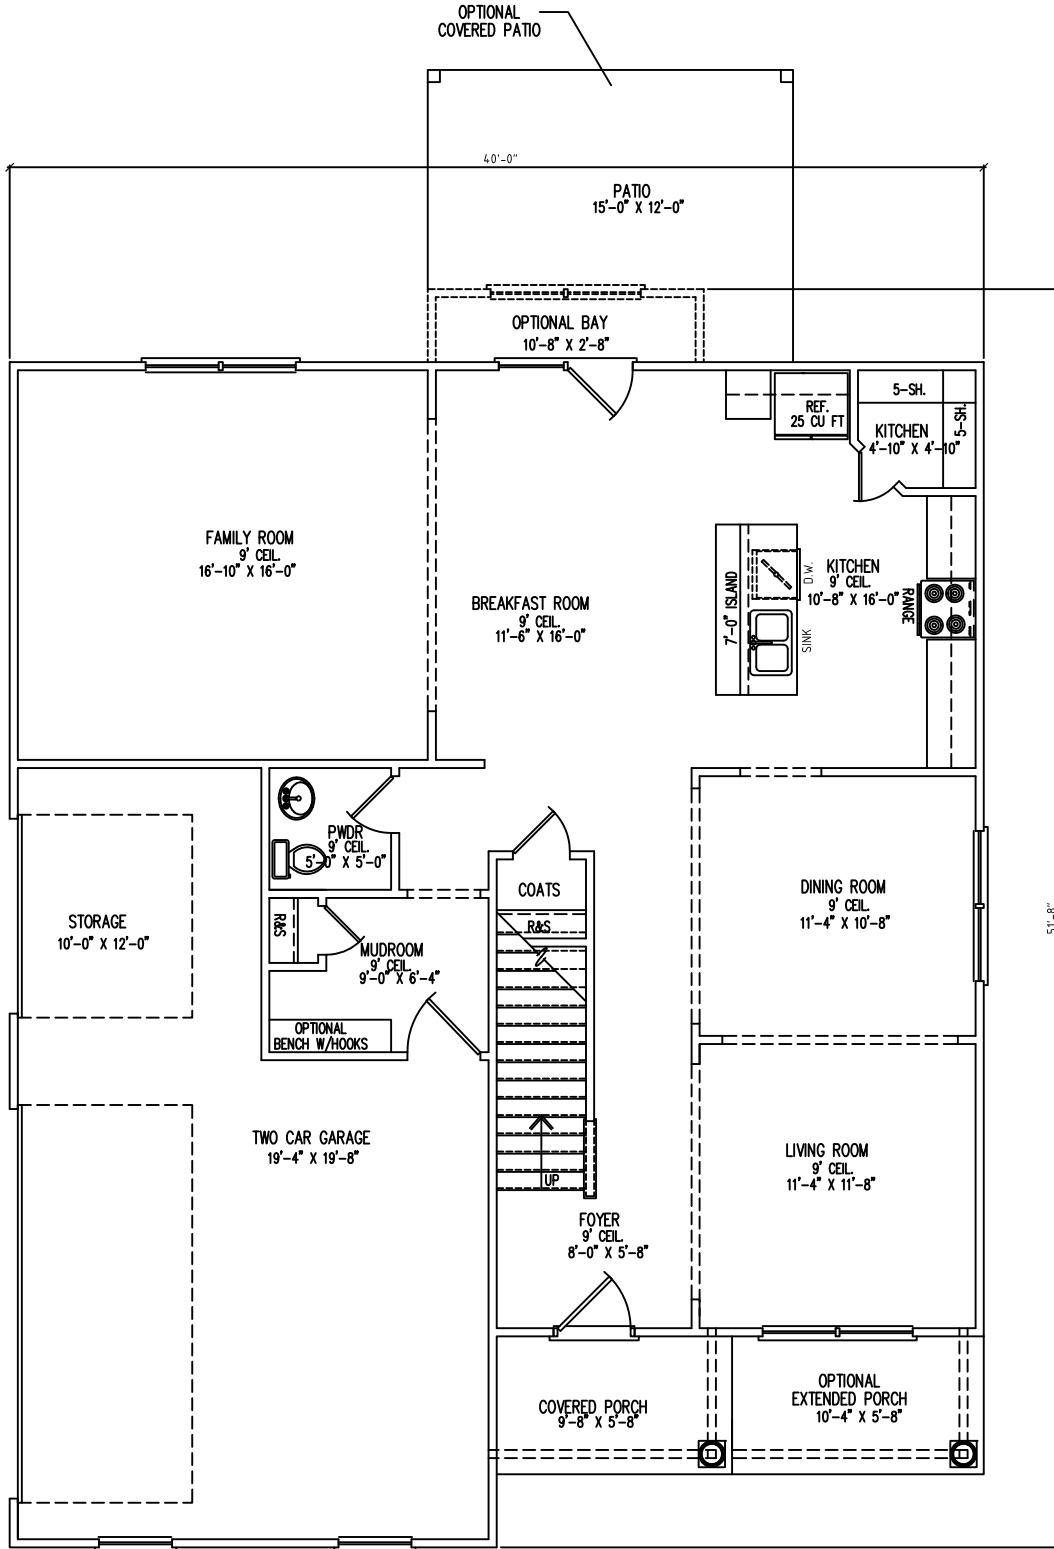 OPTIONAL
COVERED PATIO
40'-0"
PATIO
15'-0" X 12'-0"
OPTIONAL BAY
10'-8" X 2'-8"
REF.
25 CU FT
5-SH.
5-SH.
KITCHEN
4'-10" X 4'-10"
FAMILY ROOM
9' CEIL.
16'-10" X 16'-0"
BREAKFAST ROOM
9' CEIL.
11'-6" X 16'-0"
7'-0" ISLAND
D.W.
SINK
KITCHEN
9' CEIL.
10'-8" X 16'-0"
RANGE
PWDR
9' CEIL.
5'-0" X 5'-0"
COATS
R&S
DINING ROOM
9' CEIL.
11'-4" X 10'-8"
51'-8"
STORAGE
10'-0" X 12'-0"
R&S
MUDROOM
9' CEIL.
9'-0" X 6'-4"
OPTIONAL
BENCH W/HOOKS
TWO CAR GARAGE
19'-4" X 19'-8"
UP
LIVING ROOM
9' CEIL.
11'-4" X 11'-8"
FOYER
9' CEIL.
8'-0" X 5'-8"
COVERED PORCH
9'-8" X 5'-8"
OPTIONAL
EXTENDED PORCH
10'-4" X 5'-8"